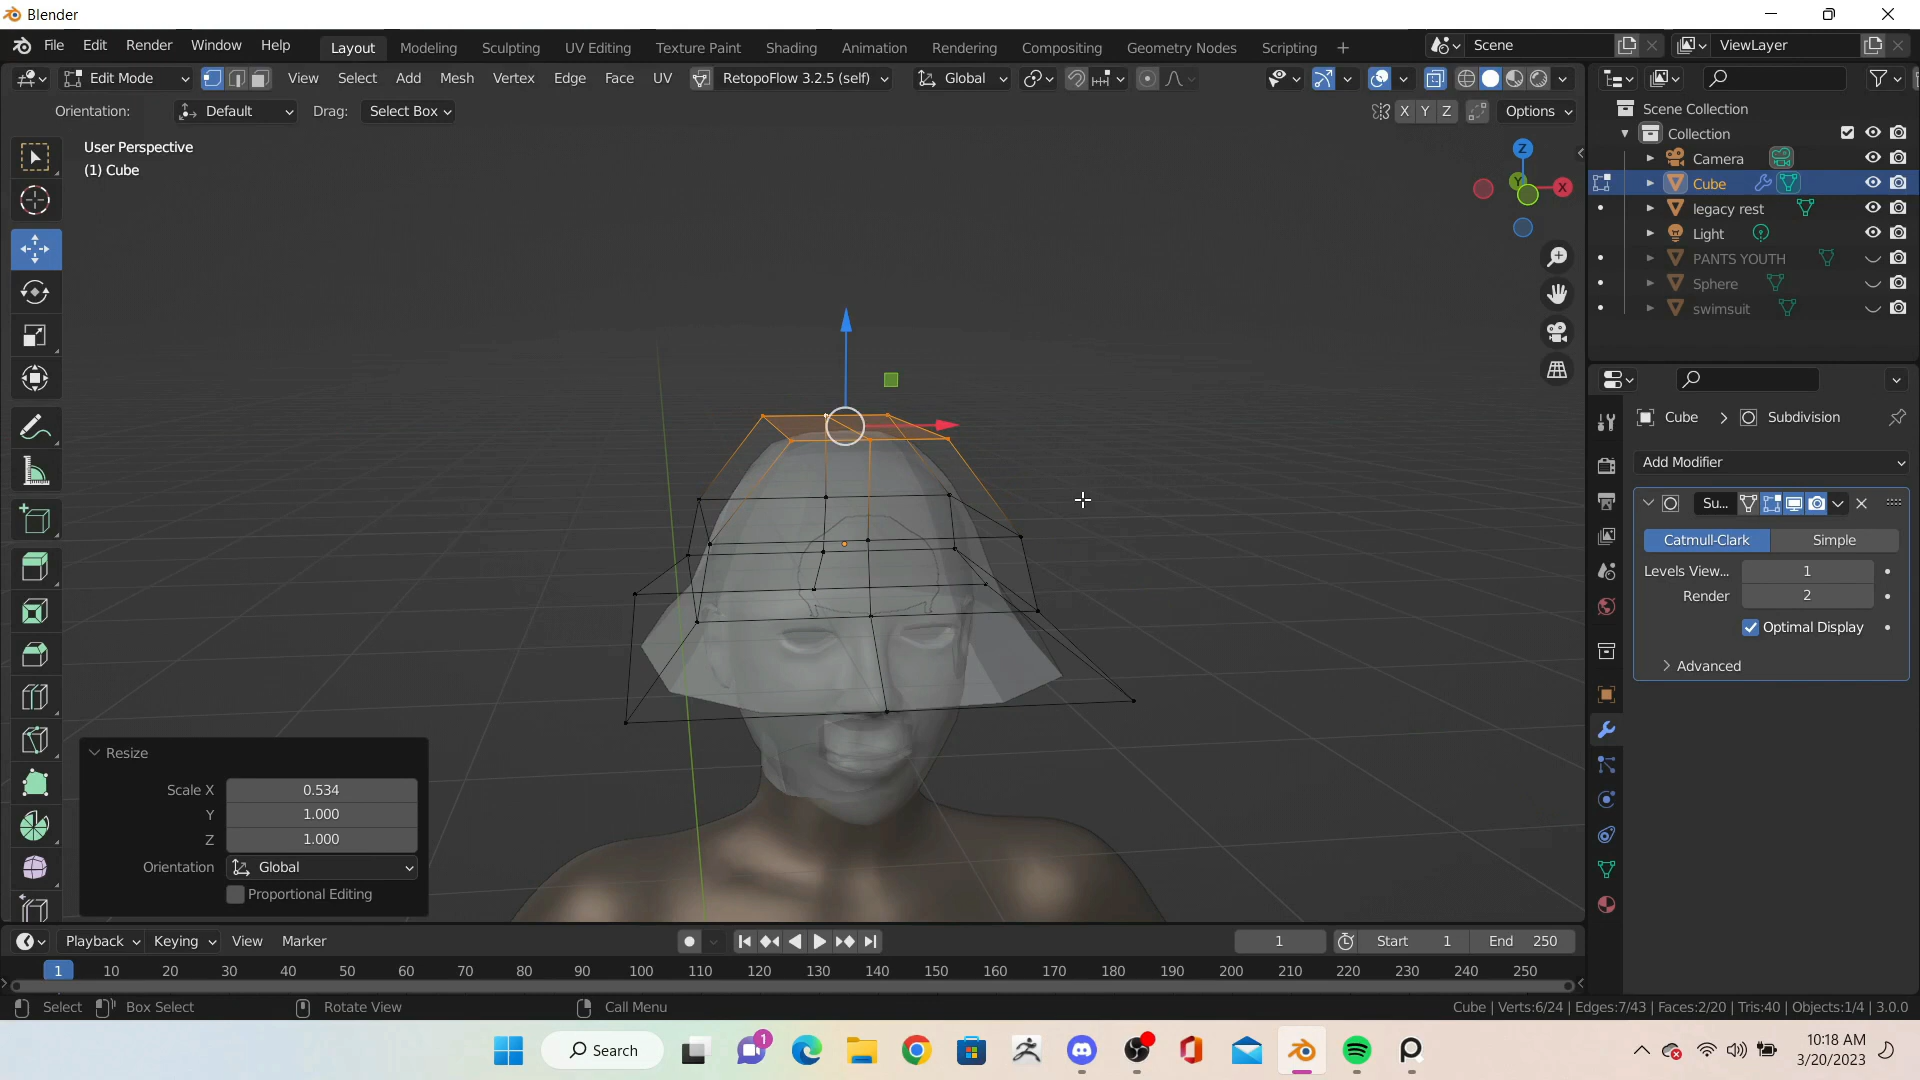 Blender
File Edit Render Window Help Layout Modeling Sculpting UV Editing Texture Paint Shading Animation Rendering Compositing Geometry Nodes Scripting + Scene ViewLayer
Edit Mode View Select Add Mesh Vertex Edge Face UV RetopoFlow 3.2.5 (self) Global
Orientation: Default Drag: Select Box X Y Z Options
User Perspective
(1) Cube
Z
Y
X
Scene Collection
Collection
Camera
Cube
legacy rest
Light
PANTS YOUTH
Sphere
swimsuit
Cube > Subdivision
Add Modifier
Su...
Catmull-Clark Simple
Levels View... 1
Render 2
Optimal Display
> Advanced
Resize
Scale X 0.534
Y 1.000
Z 1.000
Orientation Global
Proportional Editing
Playback Keying View Marker 1 Start 1 End 250
1 10 20 30 40 50 60 70 80 90 100 110 120 130 140 150 160 170 180 190 200 210 220 230 240 250
Select Box Select Rotate View Call Menu Cube | Verts:6/24 | Edges:7/43 | Faces:2/20 | Tris:40 | Objects:1/4 | 3.0.0
Search 1
10:18 AM
3/20/2023